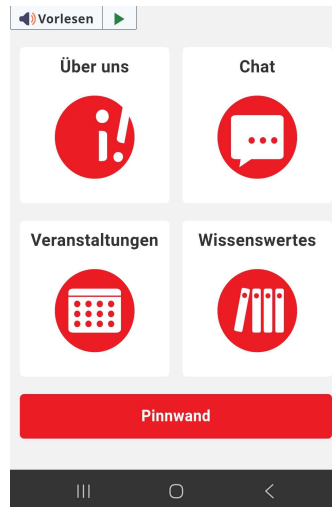 Vorlesen
Über uns
Chat
Veranstaltungen
Wissenswertes
Pinnwand